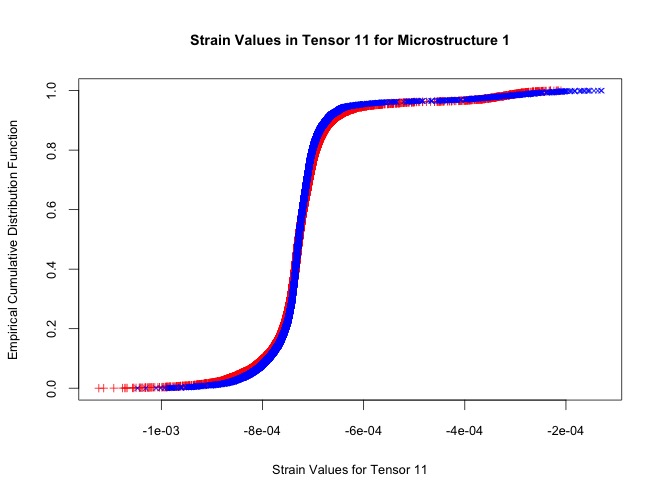 Strain Values in Tensor 11 for Microstructure 1
Empirical Cumulative Distribution Function
1.0
0.8
0.6
0.4
0.2
0.0
-1e-03 -8e-04 -6e-04 -4e-04 -2e-04
Strain Values for Tensor 11